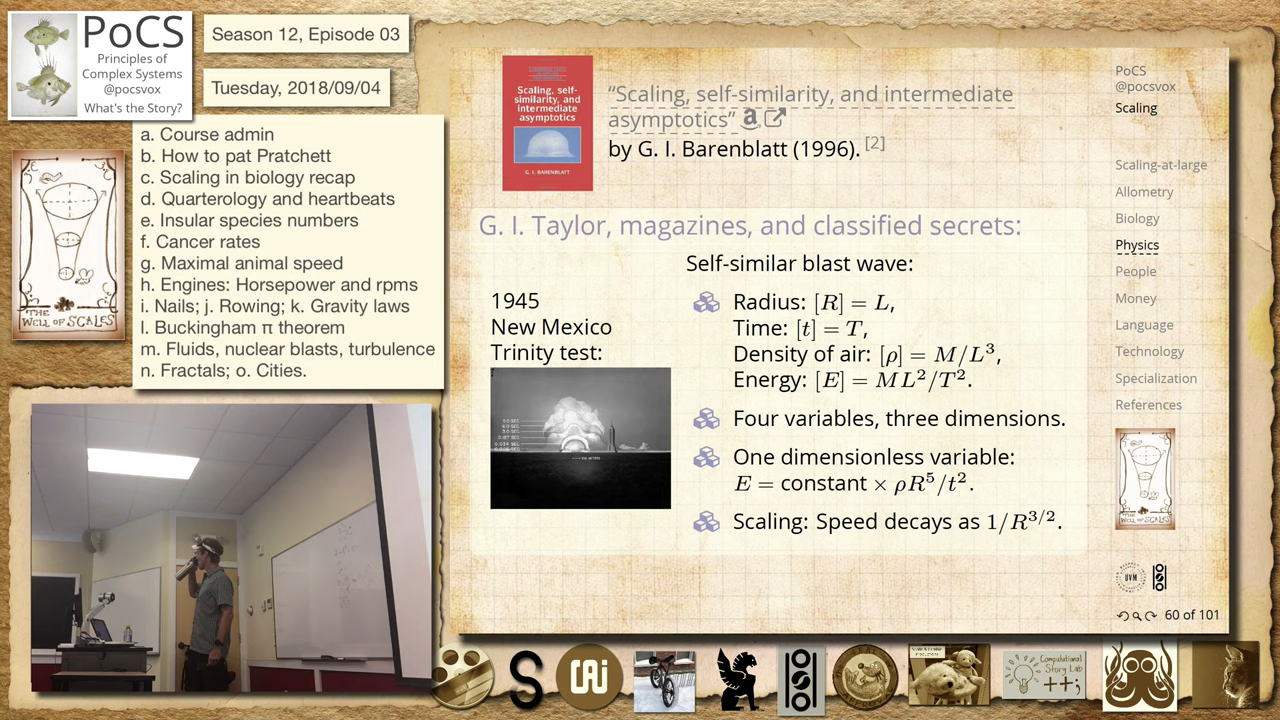 PoCS
Principles of
Complex Systems
@pocsvox
What's the Story?
Season 12, Episode 03
Tuesday, 2018/09/04
a. Course admin
b. How to pat Pratchett
c. Scaling in biology recap
d. Quarterology and heartbeats
e. Insular species numbers
f. Cancer rates
g. Maximal animal speed
h. Engines: Horsepower and rpms
i. Nails; j. Rowing; k. Gravity laws
l. Buckingham π theorem
m. Fluids, nuclear blasts, turbulence
n. Fractals; o. Cities.
THE
WELL OF SCALES
Scaling, self-
similarity, and
intermediate
asymptotics
G. I. BARENBLATT
“Scaling, self-similarity, and intermediate
asymptotics”
by G. I. Barenblatt (1996). [2]
G. I. Taylor, magazines, and classified secrets:
Self-similar blast wave:
1945
New Mexico
Trinity test:
Radius: [R] = L,
Time: [t] = T,
Density of air: [ρ] = M/L³,
Energy: [E] = ML²/T².
Four variables, three dimensions.
One dimensionless variable:
E = constant × ρR⁵/t².
Scaling: Speed decays as 1/R³ᐟ².
PoCS
@pocsvox
Scaling
Scaling-at-large
Allometry
Biology
Physics
People
Money
Language
Technology
Specialization
References
THE
WELL OF SCALES
UVM
60 of 101
Computational
Story Lab
++;